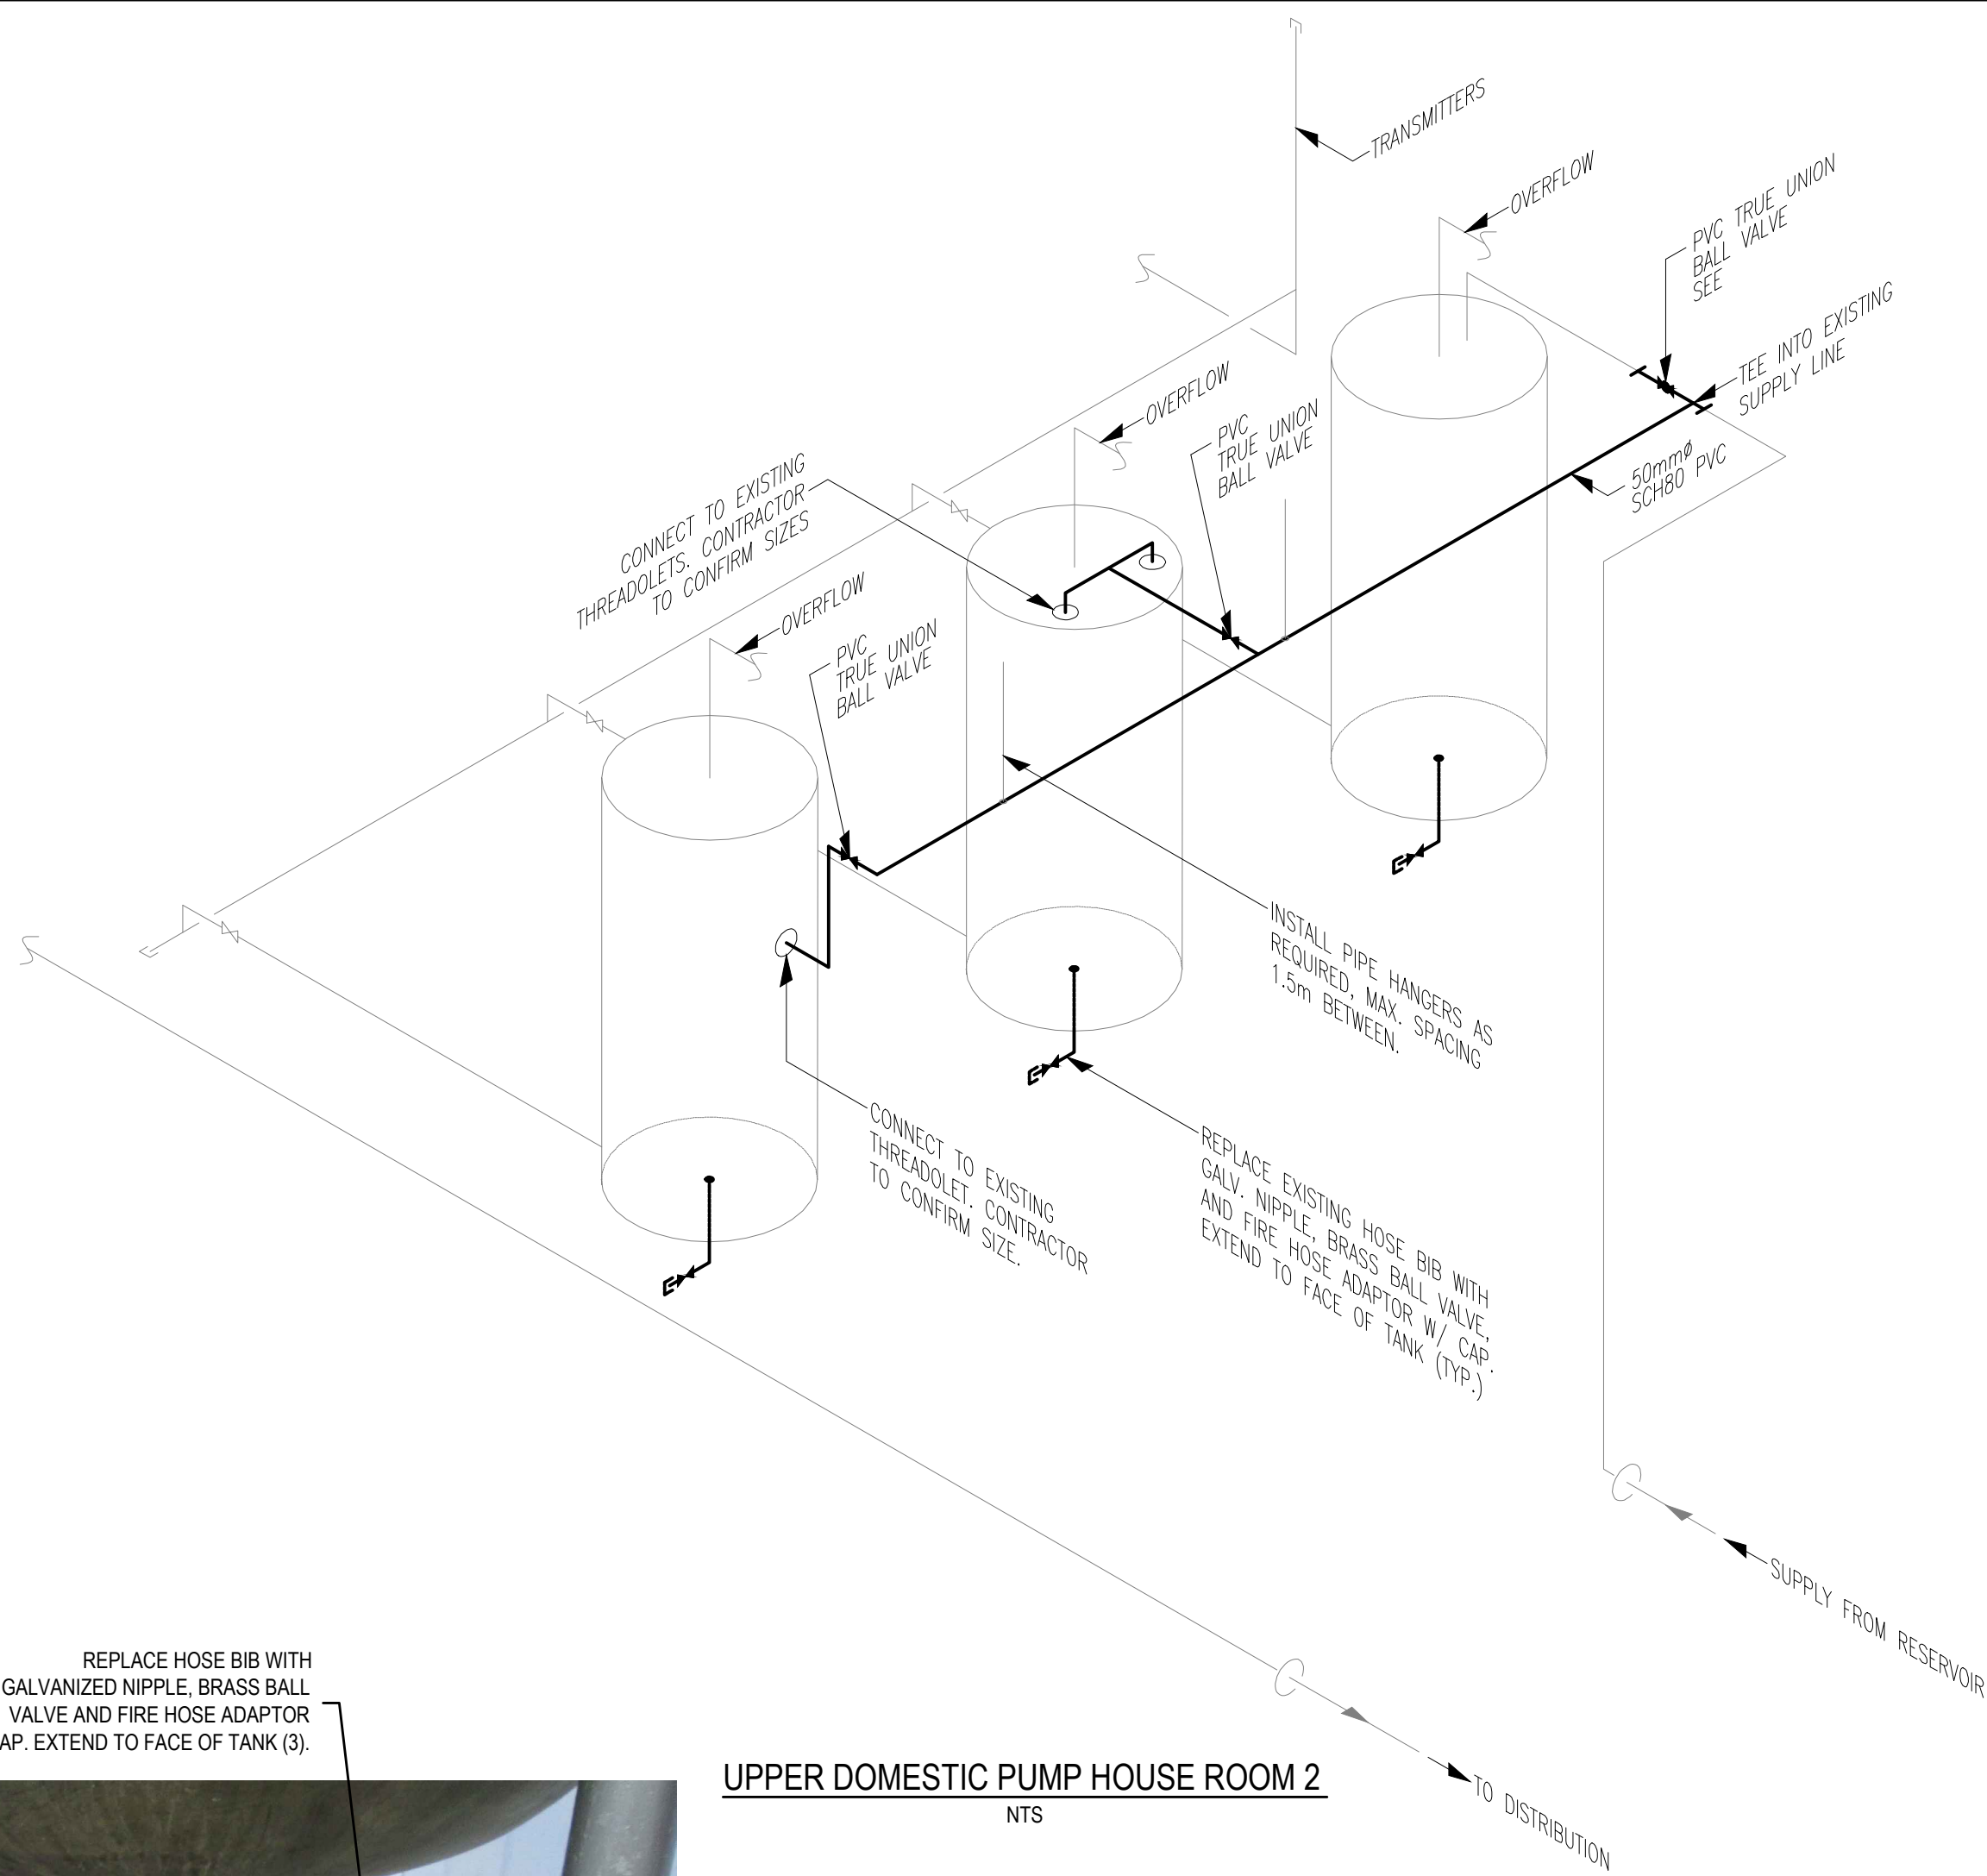 TRANSMITTERS
OVERFLOW
PVC TRUE UNION
BALL VALVE
SEE
TEE INTO EXISTING
SUPPLY LINE
OVERFLOW
PVC
TRUE UNION
BALL VALVE
50mmø
SCH80 PVC
CONNECT TO EXISTING
THREADOLETS. CONTRACTOR
TO CONFIRM SIZES
OVERFLOW
PVC
TRUE UNION
BALL VALVE
INSTALL PIPE HANGERS AS
REQUIRED, MAX. SPACING
1.5m BETWEEN.
CONNECT TO EXISTING
THREADOLET. CONTRACTOR
TO CONFIRM SIZE.
REPLACE EXISTING HOSE BIB WITH
GALV. NIPPLE, BRASS BALL VALVE,
AND FIRE HOSE ADAPTOR W/ CAP.
EXTEND TO FACE OF TANK (TYP.)
SUPPLY FROM RESERVOIR
TO DISTRIBUTION
REPLACE HOSE BIB WITH
GALVANIZED NIPPLE, BRASS BALL
VALVE AND FIRE HOSE ADAPTOR
AP. EXTEND TO FACE OF TANK (3).
UPPER DOMESTIC PUMP HOUSE ROOM 2
NTS